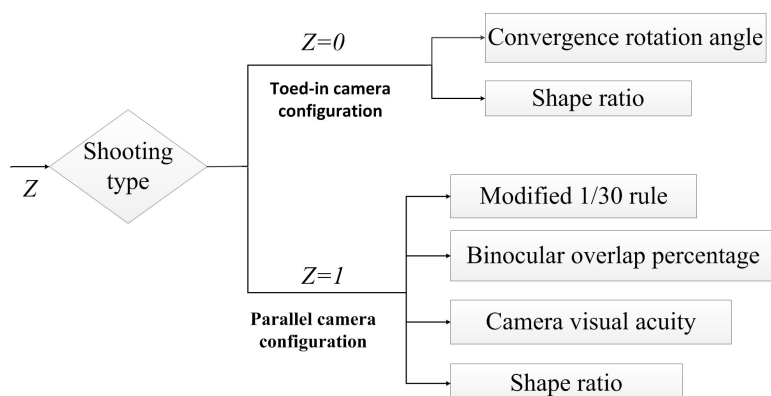 Z
Shooting
type
Z=0
Toed-in camera
configuration
Convergence rotation angle
Shape ratio
Z=1
Parallel camera
configuration
Modified 1/30 rule
Binocular overlap percentage
Camera visual acuity
Shape ratio